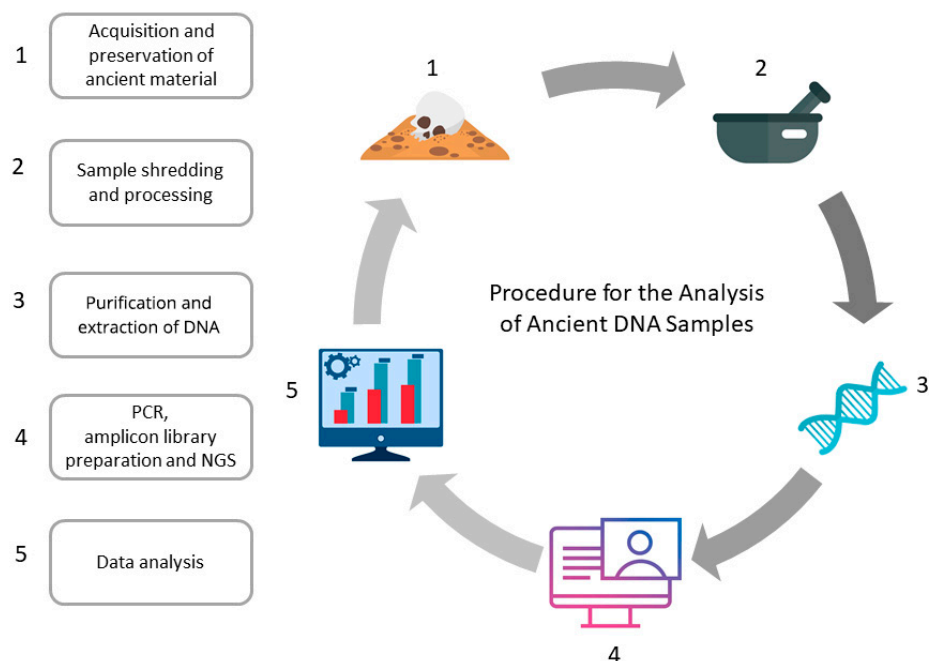 1
Acquisition and
preservation of
ancient material
2
Sample shredding
and processing
3
Purification and
extraction of DNA
4
PCR,
amplicon library
preparation and NGS
5
Data analysis
1
2
Procedure for the Analysis
of Ancient DNA Samples
3
5
4